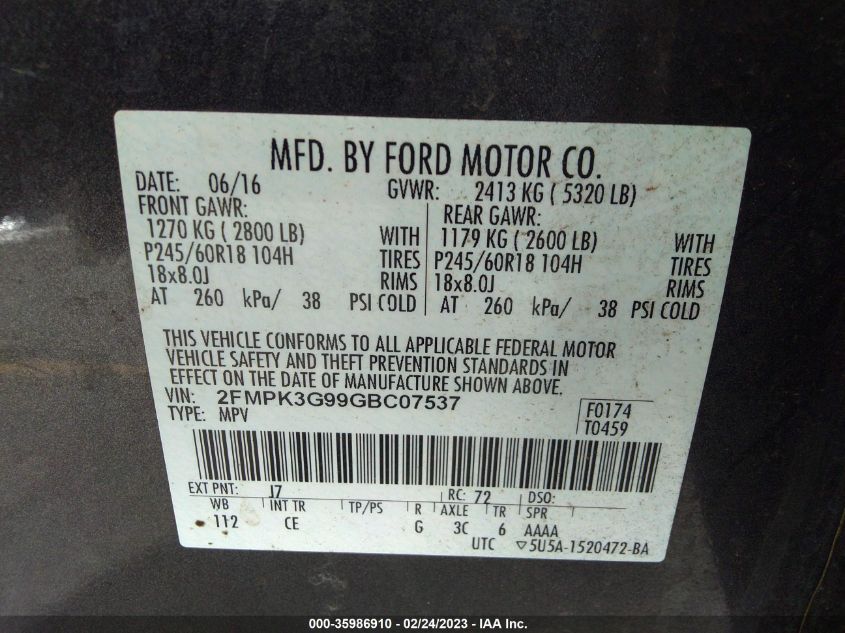 MFD. BY FORD MOTOR CO.
DATE: 06/16 GVWR: 2413 KG ( 5320 LB)
FRONT GAWR: REAR GAWR:
1270 KG ( 2800 LB) WITH 1179 KG ( 2600 LB) WITH
P245/60R18 104H TIRES P245/60R18 104H TIRES
18x8.0J RIMS 18x8.0J RIMS
AT 260 kPa/ 38 PSI COLD AT 260 kPa/ 38 PSI COLD
THIS VEHICLE CONFORMS TO ALL APPLICABLE FEDERAL MOTOR
VEHICLE SAFETY AND THEFT PREVENTION STANDARDS IN
EFFECT ON THE DATE OF MANUFACTURE SHOWN ABOVE.
VIN: 2FMPK3G99GBC07537 F0174
TYPE: MPV T0459
EXT PNT: J7 RC: 72 DSO:
WB INT TR TP/PS R AXLE TR SPR
112 CE G 3C 6 AAAA
UTC ▽5U5A-1520472-BA
000-35986910 - 02/24/2023 - IAA Inc.